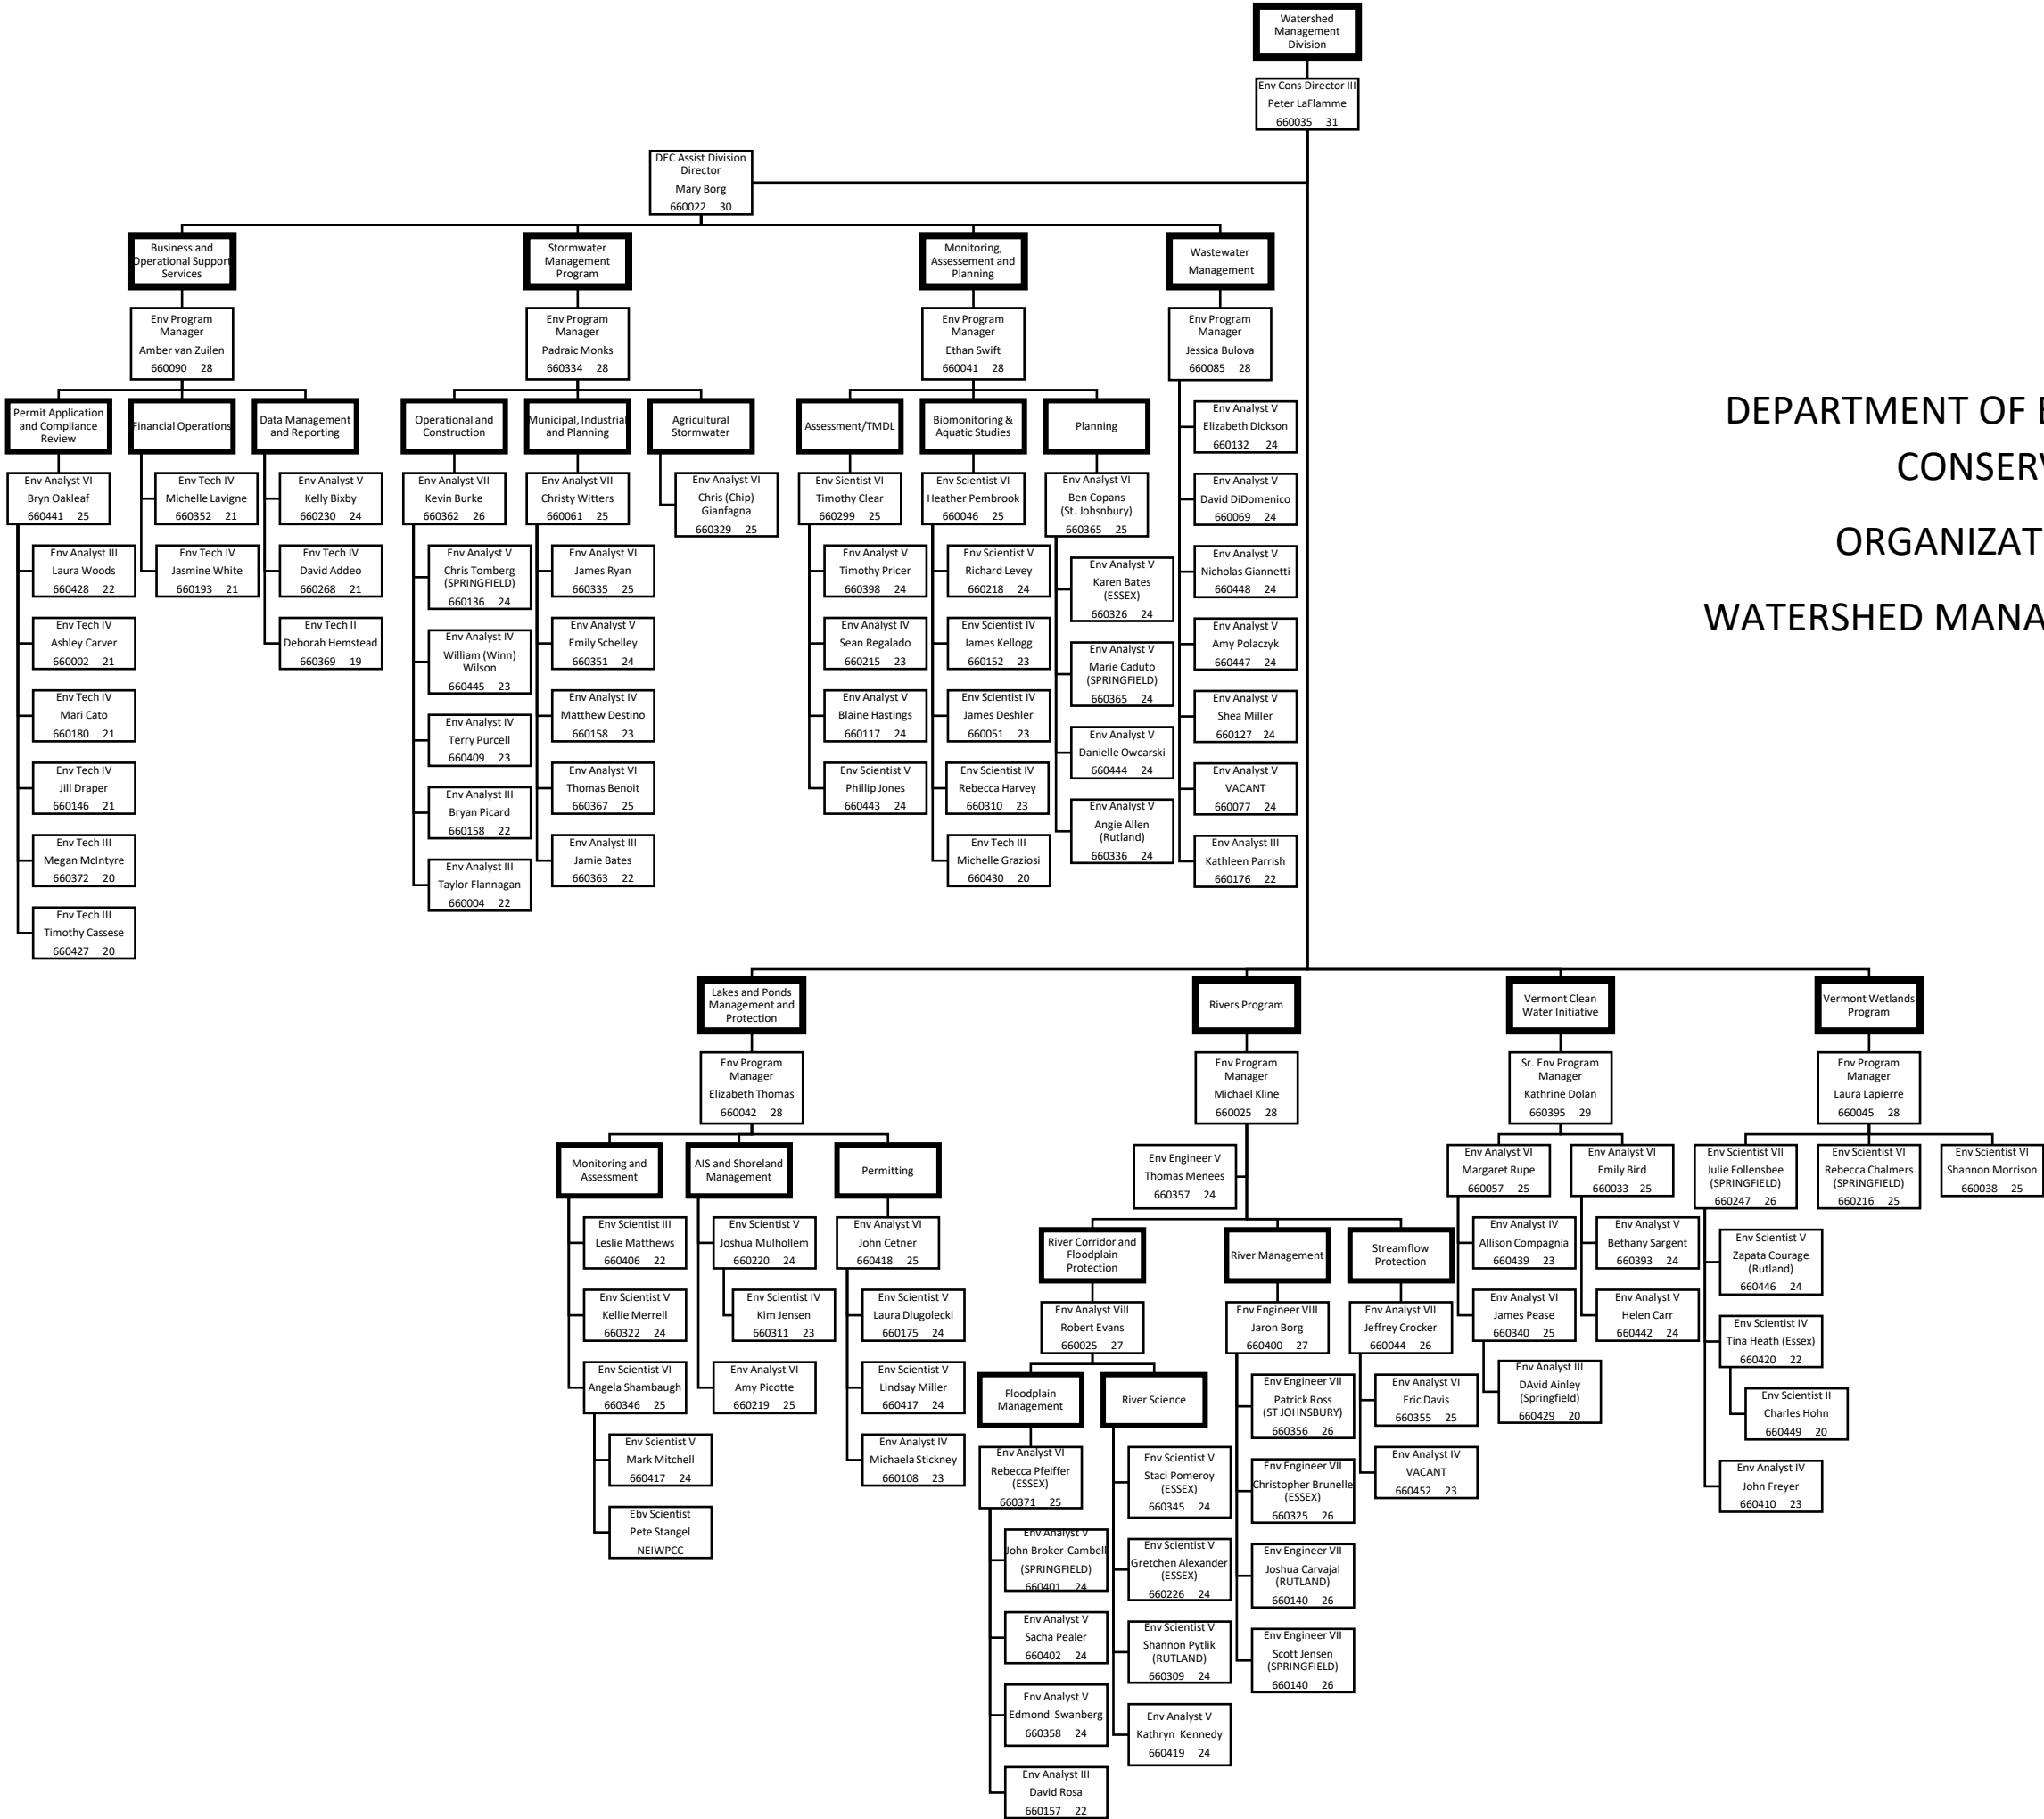 Watershed
Management
Division
Env Cons Director III
Peter LaFlamme
660035 31
DEC Assist Division
Director
Mary Borg
660022 30
Business and
Operational Support
Services
Env Program
Manager
Amber van Zuilen
660090 28
Permit Application
and Compliance
Review
Env Analyst VI
Bryn Oakleaf
660441 25
Env Analyst III
Laura Woods
660428 22
Env Tech IV
Ashley Carver
660002 21
Env Tech IV
Mari Cato
660180 21
Env Tech IV
Jill Draper
660146 21
Env Tech III
Megan McIntyre
660372 20
Env Tech III
Timothy Cassese
660427 20
Financial Operations
Env Tech IV
Michelle Lavigne
660352 21
Env Tech IV
Jasmine White
660193 21
Data Management
and Reporting
Env Analyst V
Kelly Bixby
660230 24
Env Tech IV
David Addeo
660268 21
Env Tech II
Deborah Hemstead
660369 19
Stormwater
Management
Program
Env Program
Manager
Padraic Monks
660334 28
Operational and
Construction
Env Analyst VII
Kevin Burke
660362 26
Env Analyst V
Chris Tomberg
(SPRINGFIELD)
660136 24
Env Analyst IV
William (Winn)
Wilson
660445 23
Env Analyst IV
Terry Purcell
660409 23
Env Analyst III
Bryan Picard
660158 22
Env Analyst III
Taylor Flannagan
660004 22
Municipal, Industrial
and Planning
Env Analyst VII
Christy Witters
660061 25
Env Analyst VI
James Ryan
660335 25
Env Analyst V
Emily Schelley
660351 24
Env Analyst IV
Matthew Destino
660158 23
Env Analyst VI
Thomas Benoit
660367 25
Env Analyst III
Jamie Bates
660363 22
Agricultural
Stormwater
Env Analyst VI
Chris (Chip)
Gianfagna
660329 25
Monitoring,
Assessement and
Planning
Env Program
Manager
Ethan Swift
660041 28
Assessment/TMDL
Env Sientist VI
Timothy Clear
660299 25
Env Analyst V
Timothy Pricer
660398 24
Env Analyst IV
Sean Regalado
660215 23
Env Analyst V
Blaine Hastings
660117 24
Env Scientist V
Phillip Jones
660443 24
Biomonitoring &
Aquatic Studies
Env Scientist VI
Heather Pembrook
660046 25
Env Scientist V
Richard Levey
660218 24
Env Scientist IV
James Kellogg
660152 23
Env Scientist IV
James Deshler
660051 23
Env Scientist IV
Rebecca Harvey
660310 23
Env Tech III
Michelle Graziosi
660430 20
Planning
Env Analyst VI
Ben Copans
(St. Johsnbury)
660365 25
Env Analyst V
Karen Bates
(ESSEX)
660326 24
Env Analyst V
Marie Caduto
(SPRINGFIELD)
660365 24
Env Analyst V
Danielle Owcarski
660444 24
Env Analyst V
Angie Allen
(Rutland)
660336 24
Wastewater
Management
Env Program
Manager
Jessica Bulova
660085 28
Env Analyst V
Elizabeth Dickson
660132 24
Env Analyst V
David DiDomenico
660069 24
Env Analyst V
Nicholas Giannetti
660448 24
Env Analyst V
Amy Polaczyk
660447 24
Env Analyst V
Shea Miller
660127 24
Env Analyst V
VACANT
660077 24
Env Analyst III
Kathleen Parrish
660176 22
DEPARTMENT OF E
CONSERV
ORGANIZAT
WATERSHED MANA
Lakes and Ponds
Management and
Protection
Env Program
Manager
Elizabeth Thomas
660042 28
Monitoring and
Assessment
Env Scientist III
Leslie Matthews
660406 22
Env Scientist V
Kellie Merrell
660322 24
Env Scientist VI
Angela Shambaugh
660346 25
Env Scientist V
Mark Mitchell
660417 24
Ebv Scientist
Pete Stangel
NEIWPCC
AIS and Shoreland
Management
Env Scientist V
Joshua Mulhollem
660220 24
Env Scientist IV
Kim Jensen
660311 23
Env Analyst VI
Amy Picotte
660219 25
Permitting
Env Analyst VI
John Cetner
660418 25
Env Scientist V
Laura Dlugolecki
660175 24
Env Scientist V
Lindsay Miller
660417 24
Env Analyst IV
Michaela Stickney
660108 23
Rivers Program
Env Program
Manager
Michael Kline
660025 28
Env Engineer V
Thomas Menees
660357 24
River Corridor and
Floodplain
Protection
Env Analyst Viii
Robert Evans
660025 27
Floodplain
Management
Env Analyst VI
Rebecca Pfeiffer
(ESSEX)
660371 25
Env Analyst V
John Broker-Cambell
(SPRINGFIELD)
660401 24
Env Analyst V
Sacha Pealer
660402 24
Env Analyst V
Edmond Swanberg
660358 24
Env Analyst III
David Rosa
660157 22
River Science
Env Scientist V
Staci Pomeroy
(ESSEX)
660345 24
Env Scientist V
Gretchen Alexander
(ESSEX)
660226 24
Env Scientist V
Shannon Pytlik
(RUTLAND)
660309 24
Env Analyst V
Kathryn Kennedy
660419 24
River Management
Env Engineer VIII
Jaron Borg
660400 27
Env Engineer VII
Patrick Ross
(ST JOHNSBURY)
660356 26
Env Engineer VII
Christopher Brunelle
(ESSEX)
660325 26
Env Engineer VII
Joshua Carvajal
(RUTLAND)
660140 26
Env Engineer VII
Scott Jensen
(SPRINGFIELD)
660140 26
Streamflow
Protection
Env Analyst VII
Jeffrey Crocker
660044 26
Env Analyst VI
Eric Davis
660355 25
Env Analyst IV
VACANT
660452 23
Vermont Clean
Water Initiative
Sr. Env Program
Manager
Kathrine Dolan
660395 29
Env Analyst VI
Margaret Rupe
660057 25
Env Analyst IV
Allison Compagnia
660439 23
Env Analyst VI
James Pease
660340 25
Env Analyst III
DAvid Ainley
(Springfield)
660429 20
Env Analyst VI
Emily Bird
660033 25
Env Analyst V
Bethany Sargent
660393 24
Env Analyst V
Helen Carr
660442 24
Vermont Wetlands
Program
Env Program
Manager
Laura Lapierre
660045 28
Env Scientist VII
Julie Follensbee
(SPRINGFIELD)
660247 26
Env Scientist V
Zapata Courage
(Rutland)
660446 24
Env Scientist IV
Tina Heath (Essex)
660420 22
Env Scientist II
Charles Hohn
660449 20
Env Analyst IV
John Freyer
660410 23
Env Scientist VI
Rebecca Chalmers
(SPRINGFIELD)
660216 25
Env Scientist VI
Shannon Morrison
660038 25